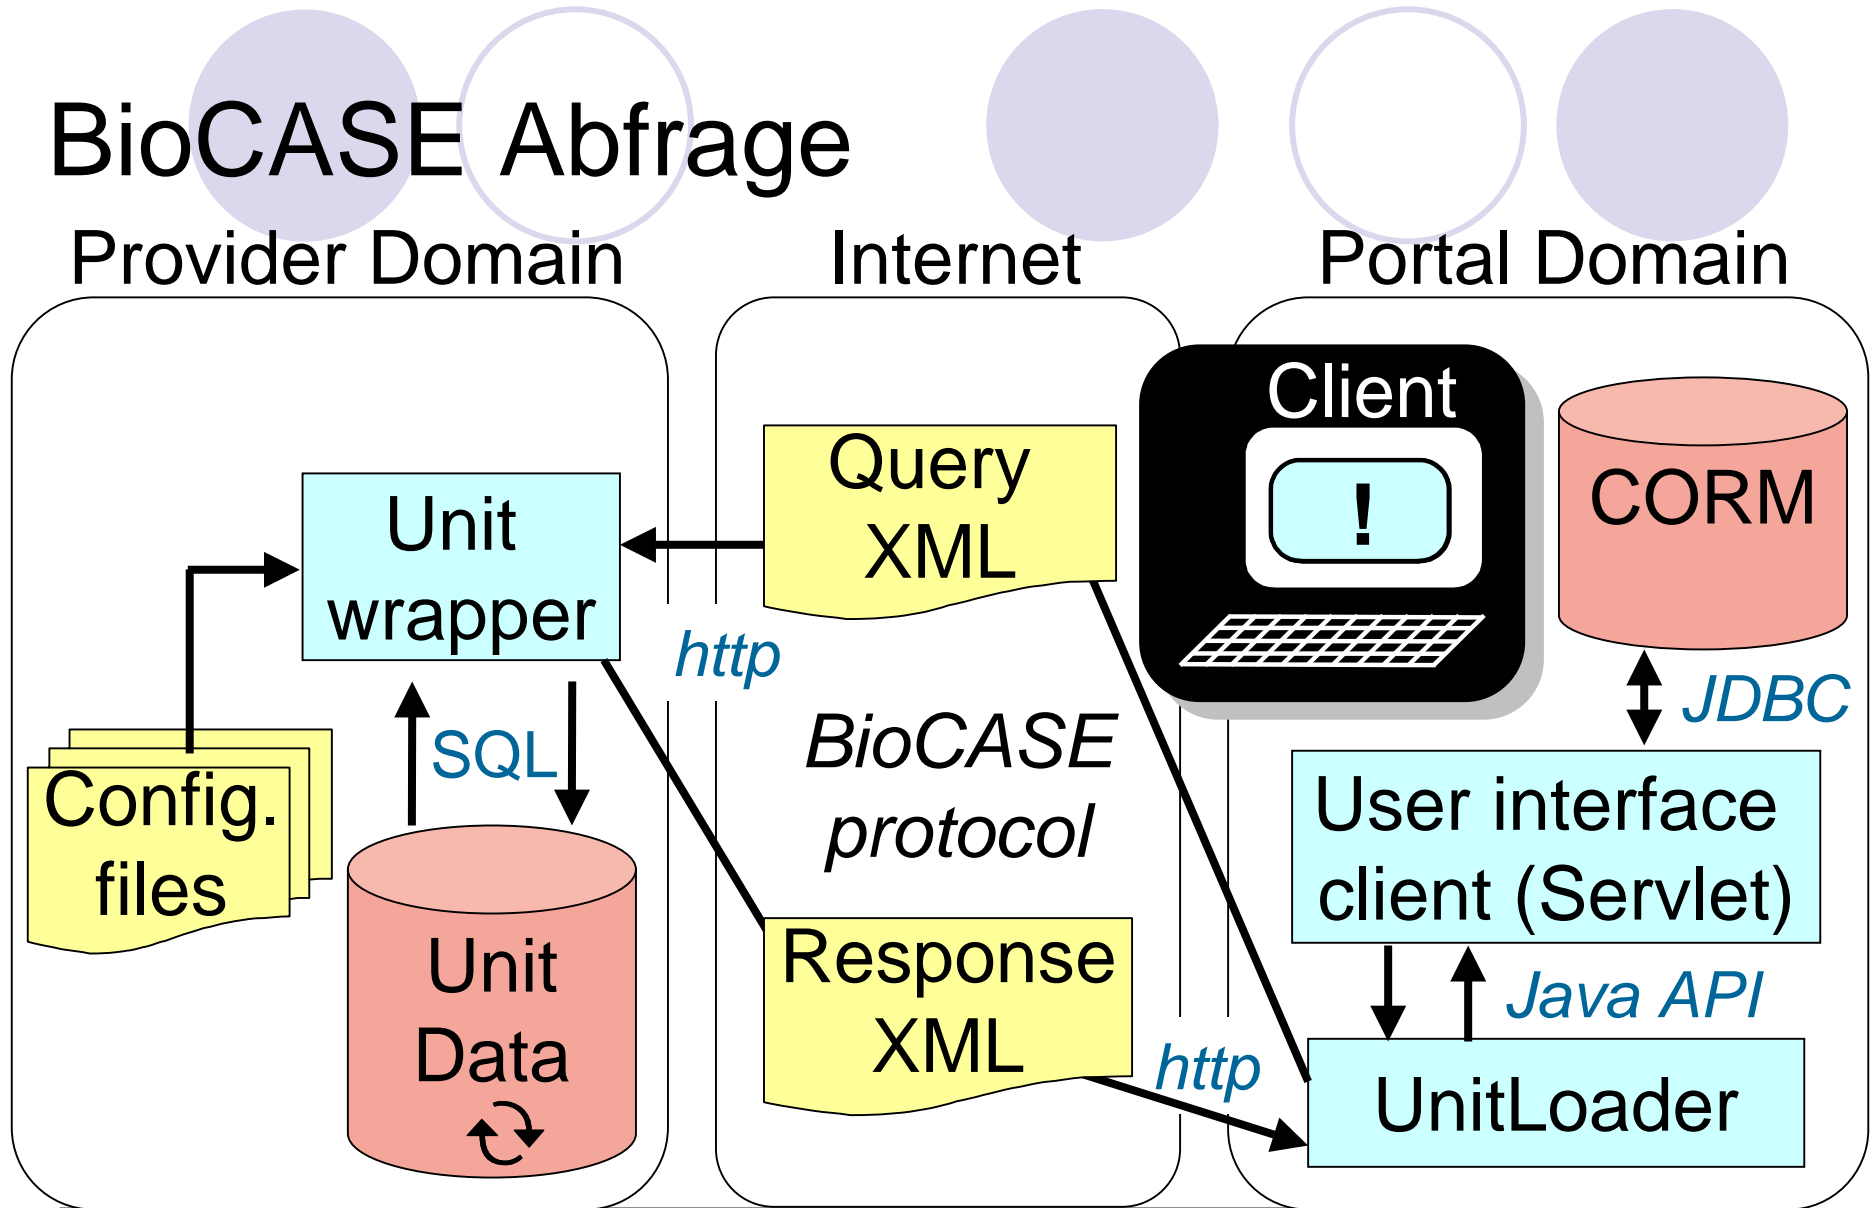 BioCASE Abfrage
Provider Domain
Internet
Portal Domain
Client
Query
XML
!
CORM
Unit
wrapper
http
JDBC
SQL
BioCASE
protocol
Config.
files
User interface
client (Servlet)
Unit
Data
Response
XML
Java API
http
UnitLoader